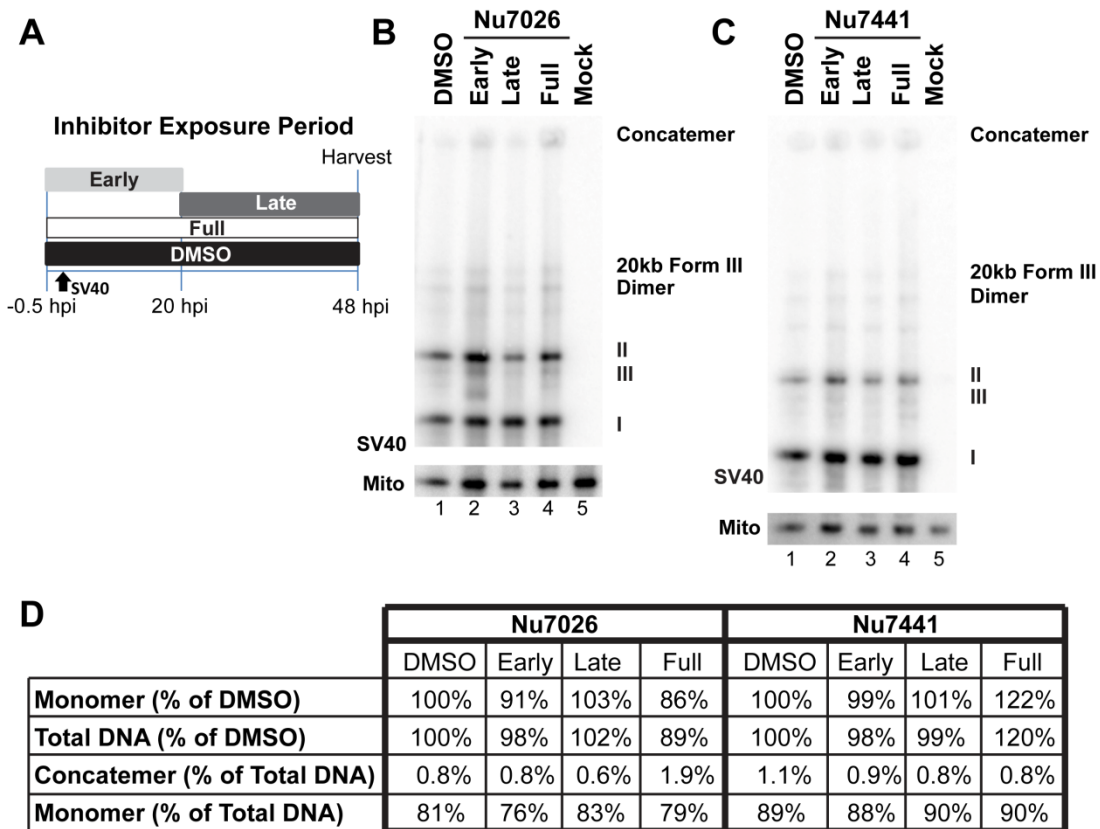 A
Inhibitor Exposure Period
Harvest
Early
Late
Full
DMSO
SV40
-0.5 hpi 20 hpi 48 hpi
B
Nu7026
DMSO Early Late Full Mock
Concatemer
20kb Form III
Dimer
II
III
I
SV40
Mito
1 2 3 4 5
C
Nu7441
DMSO Early Late Full Mock
Concatemer
20kb Form III
Dimer
II
III
I
SV40
Mito
1 2 3 4 5
D
Nu7026 Nu7441
DMSO Early Late Full DMSO Early Late Full
Monomer (% of DMSO) 100% 91% 103% 86% 100% 99% 101% 122%
Total DNA (% of DMSO) 100% 98% 102% 89% 100% 98% 99% 120%
Concatemer (% of Total DNA) 0.8% 0.8% 0.6% 1.9% 1.1% 0.9% 0.8% 0.8%
Monomer (% of Total DNA) 81% 76% 83% 79% 89% 88% 90% 90%